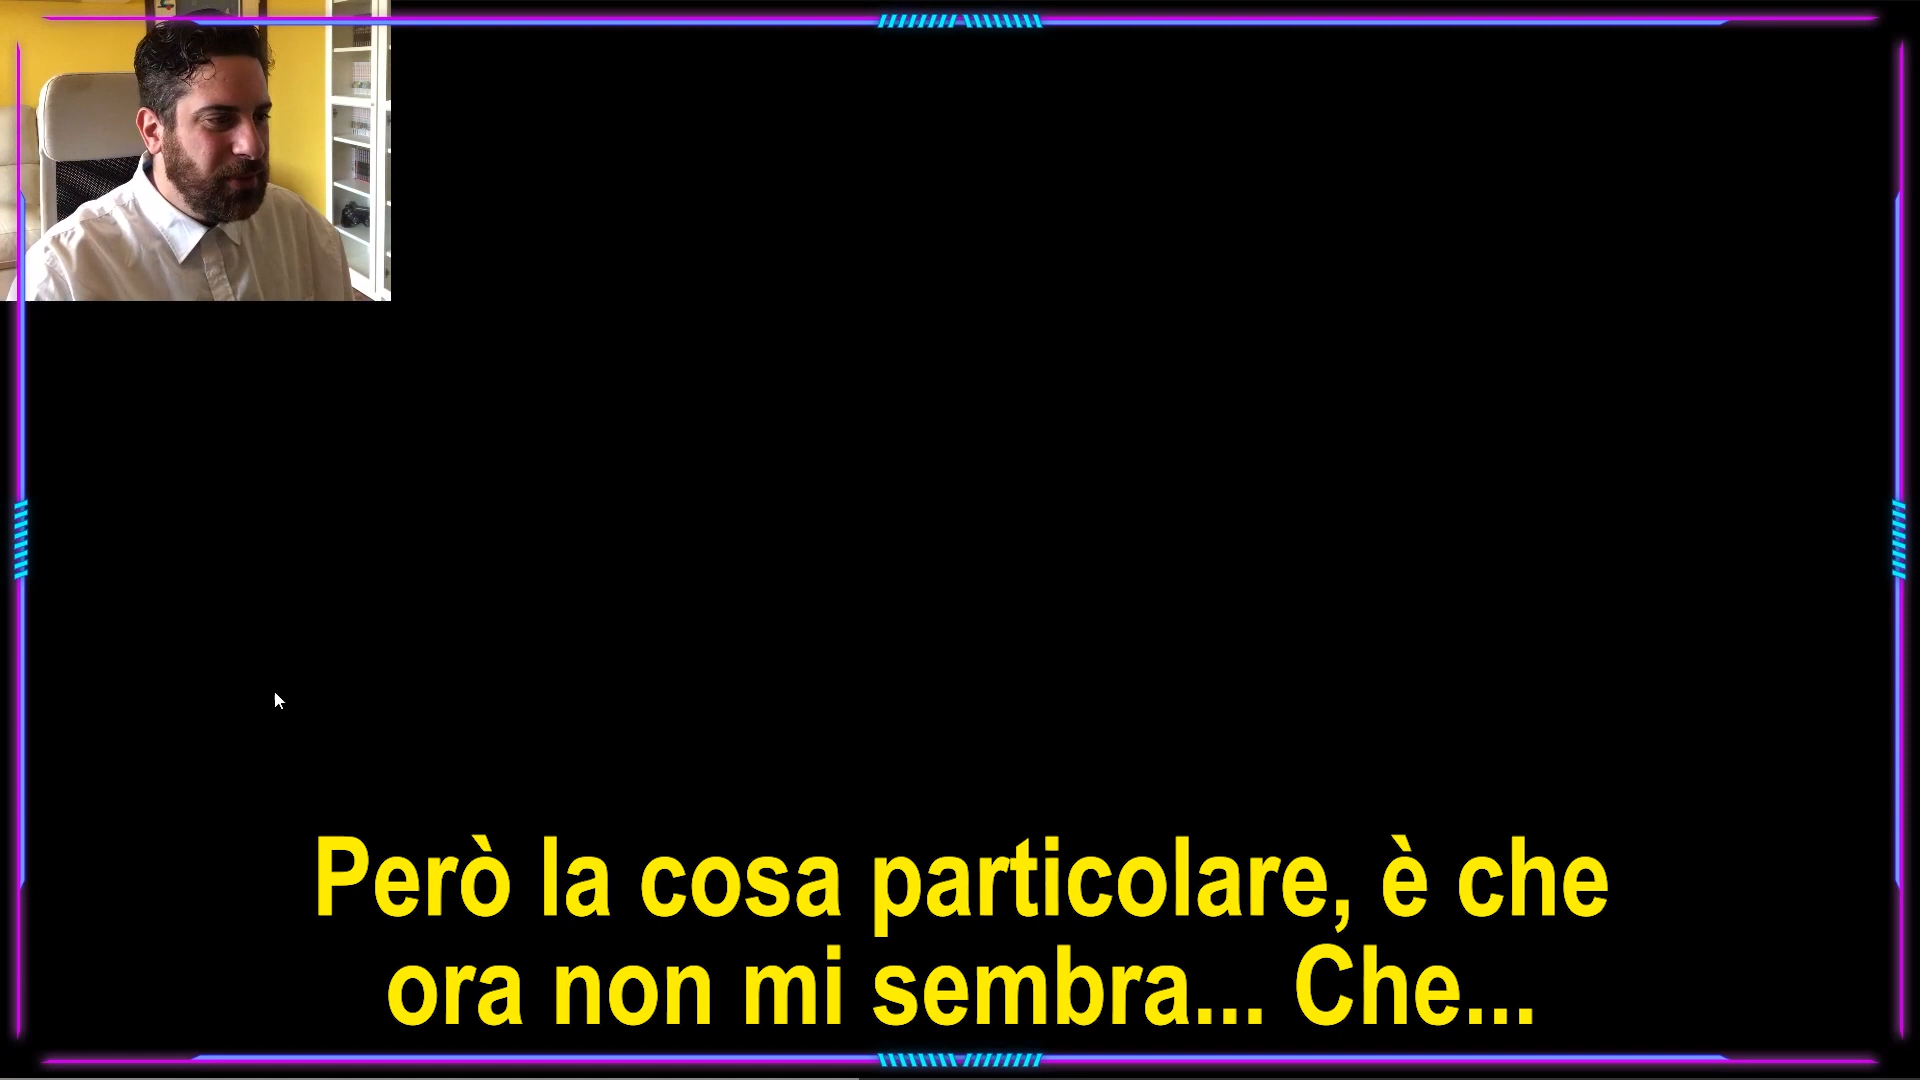 Però la cosa particolare, è che
ora non mi sembra... Che...